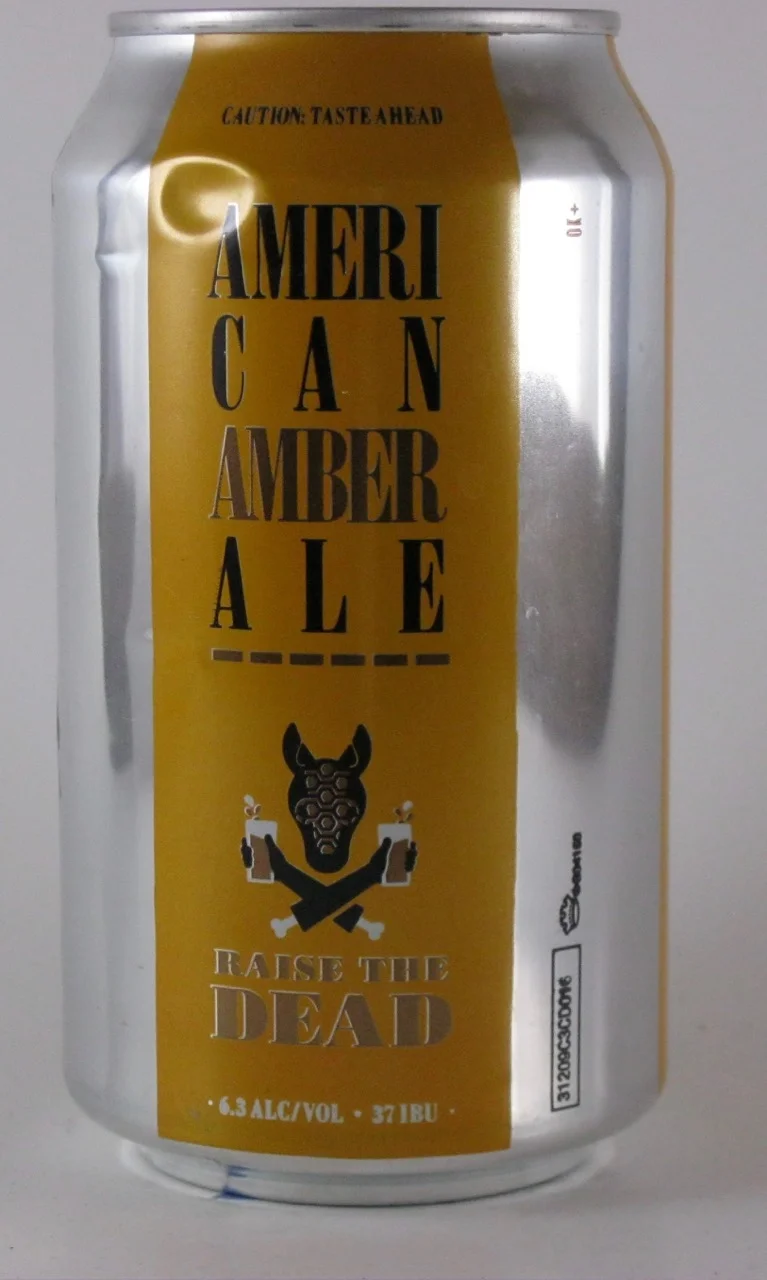 CAUTION: TASTE AHEAD
AMERI
CAN
AMBER
ALE
RAISE THE
DEAD
· 6.3 ALC/VOL · 37 IBU ·
OK+
31209C3CD016